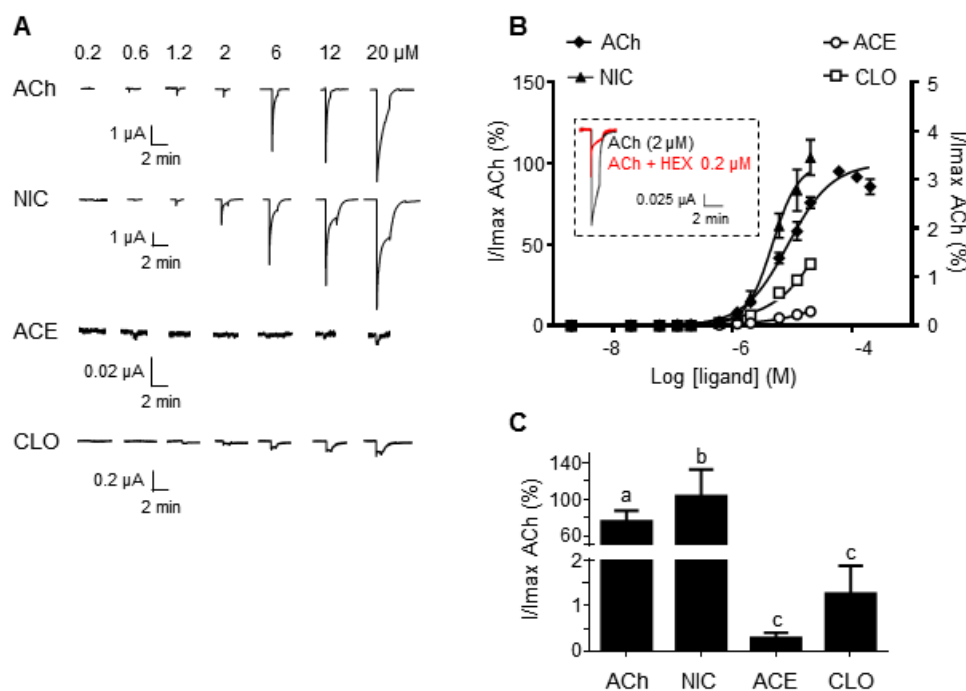 A
0.2 0.6 1.2 2 6 12 20 µM
ACh
1 µA
2 min
NIC
1 µA
2 min
ACE
0.02 µA
2 min
CLO
0.2 µA
2 min
B
ACh ACE
NIC CLO
I/Imax ACh (%)
150
100
50
0
ACh (2 µM)
ACh + HEX 0.2 µM
0.025 µA
2 min
5
4
3
2
1
0
I/Imax ACh (%)
-8 -6 -4
Log [ligand] (M)
C
I/Imax ACh (%)
140
100
60
2
1
0
a b c c
ACh NIC ACE CLO